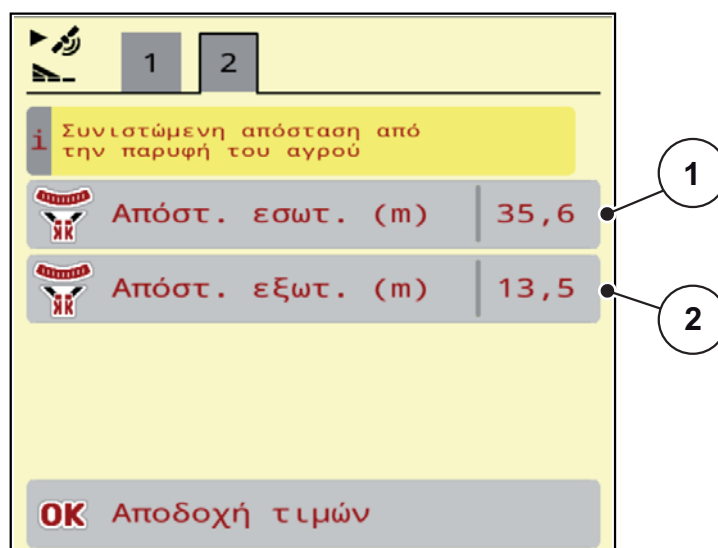 1 2
i Συνιστώμενη απόσταση από
την παρυφή του αγρού
Απόστ. εσωτ. (m) 35,6
1
Απόστ. εξωτ. (m) 13,5
2
OK Αποδοχή τιμών